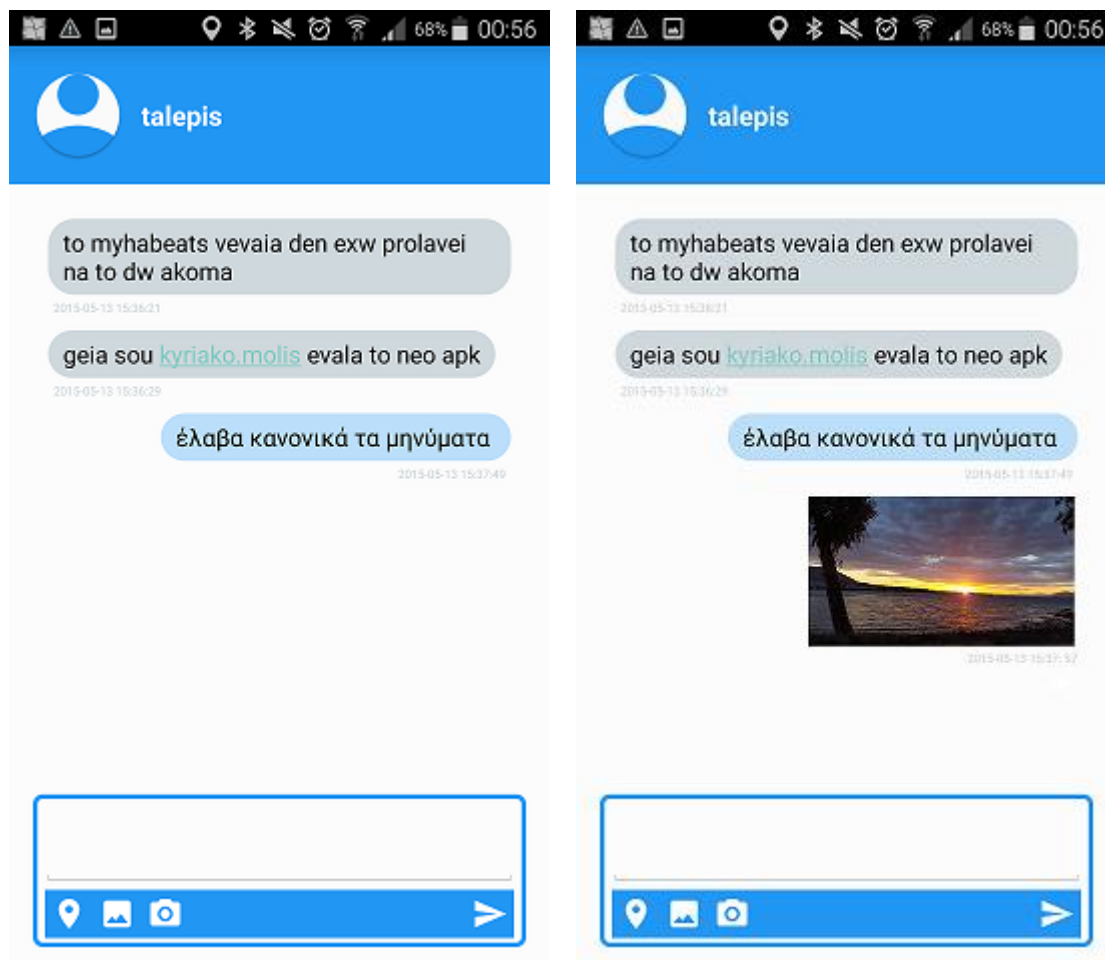 68% 00:56
talepis
to myhabeats vevaia den exw prolavei
na to dw akoma
2015-05-13 15:36:21
geia sou kyriako.molis evala to neo apk
2015-05-13 15:36:29
έλαβα κανονικά τα μηνύματα
2015-05-13 15:37:49
68% 00:56
talepis
to myhabeats vevaia den exw prolavei
na to dw akoma
2015-05-13 15:36:21
geia sou kyriako.molis evala to neo apk
2015-05-13 15:36:29
έλαβα κανονικά τα μηνύματα
2015-05-13 15:37:49
2015-05-13 15:37:57